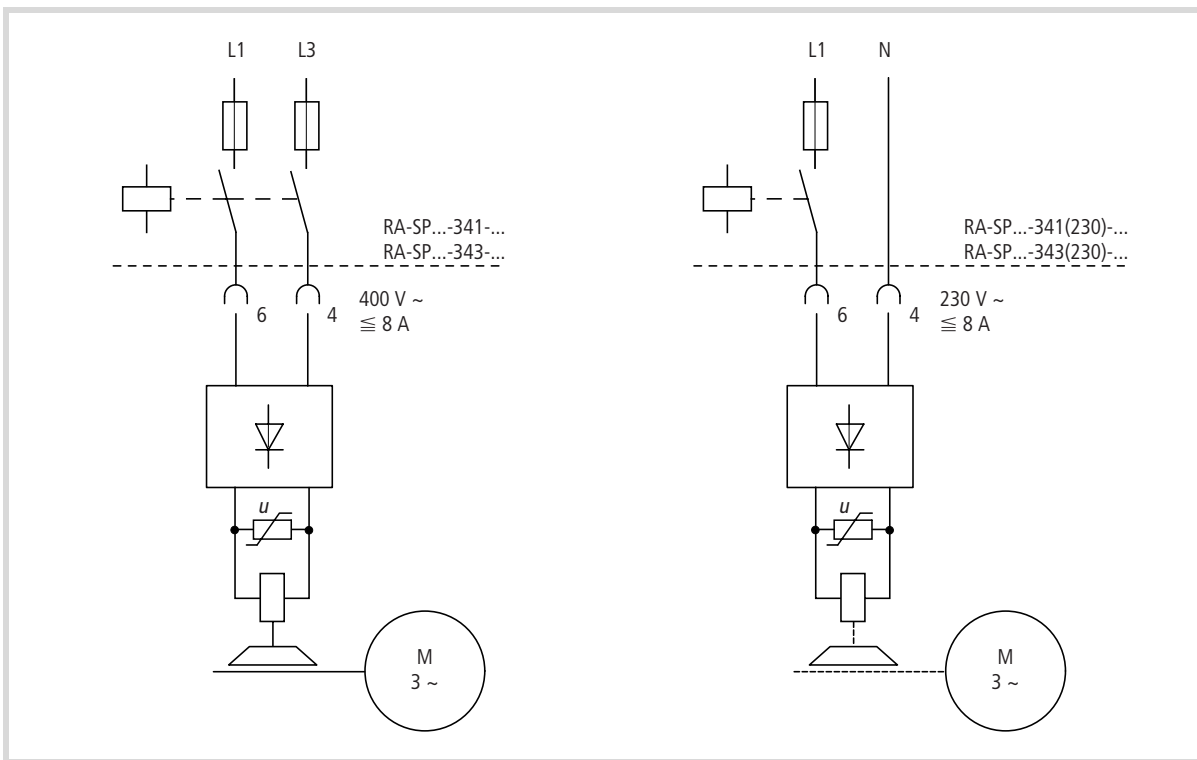 L1 L3
RA-SP...-341-...
RA-SP...-343-...
6 4
400 V ~
≦ 8 A
u
M
3 ~
L1 N
RA-SP...-341(230)-...
RA-SP...-343(230)-...
6 4
230 V ~
≦ 8 A
u
M
3 ~